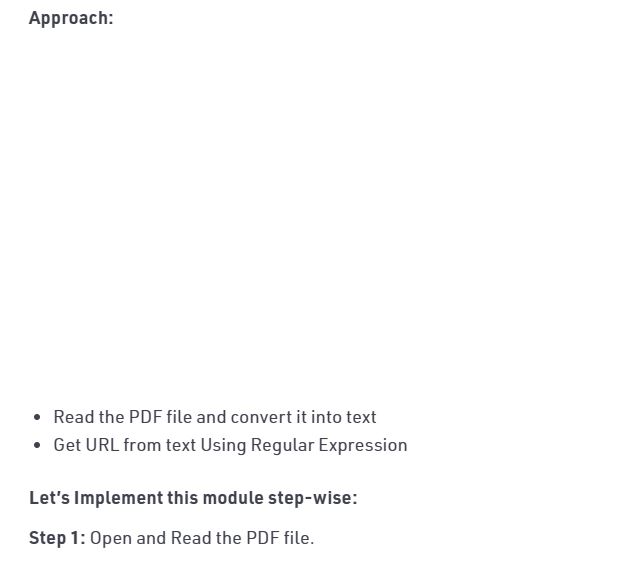 Approach:
• Read the PDF file and convert it into text
• Get URL from text Using Regular Expression
Let's Implement this module step-wise:
Step 1: Open and Read the PDF file.